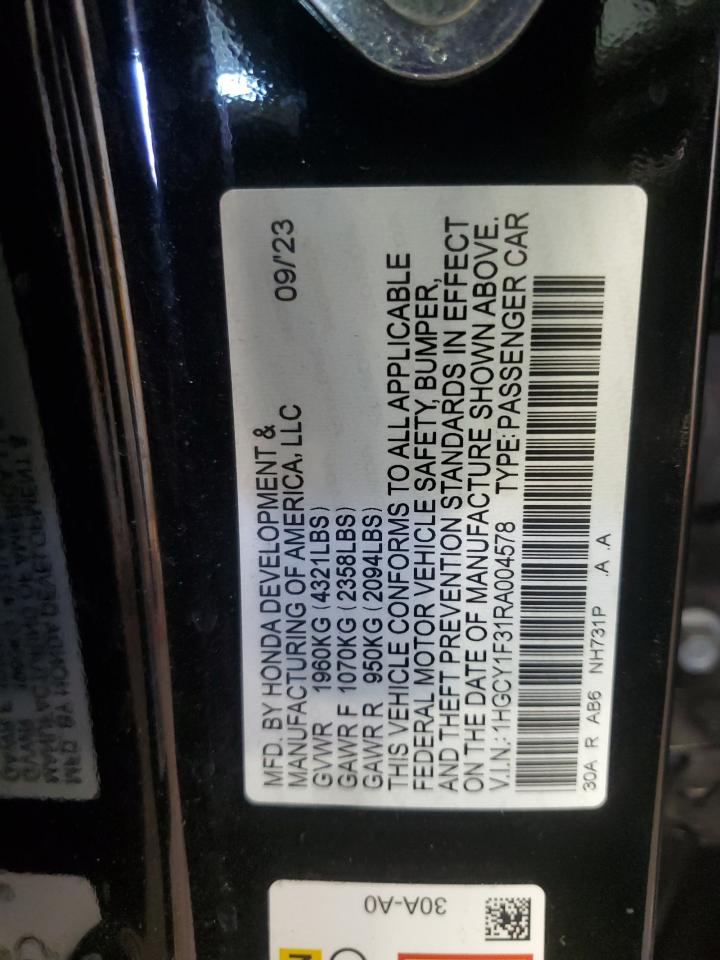 MFD. BY HONDA DEVELOPMENT &
MANUFACTURING OF AMERICA, LLC 09/'23
GVWR 1960KG (4321LBS)
GAWR F 1070KG (2358LBS)
GAWR R 950KG (2094LBS)
THIS VEHICLE CONFORMS TO ALL APPLICABLE
FEDERAL MOTOR VEHICLE SAFETY, BUMPER,
AND THEFT PREVENTION STANDARDS IN EFFECT
ON THE DATE OF MANUFACTURE SHOWN ABOVE.
V.I.N.: 1HGCY1F31RA004578 TYPE: PASSENGER CAR
30A R AB6 NH731P .A .A
30A-A0